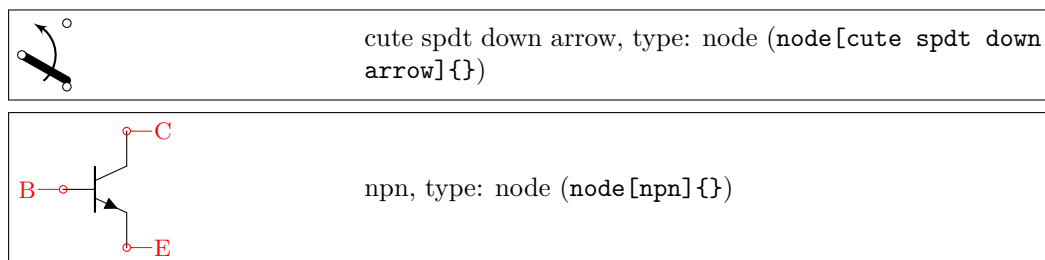 cute spdt down arrow, type: node (node[cute spdt down
arrow]{})
C
B
npn, type: node (node[npn]{})
E